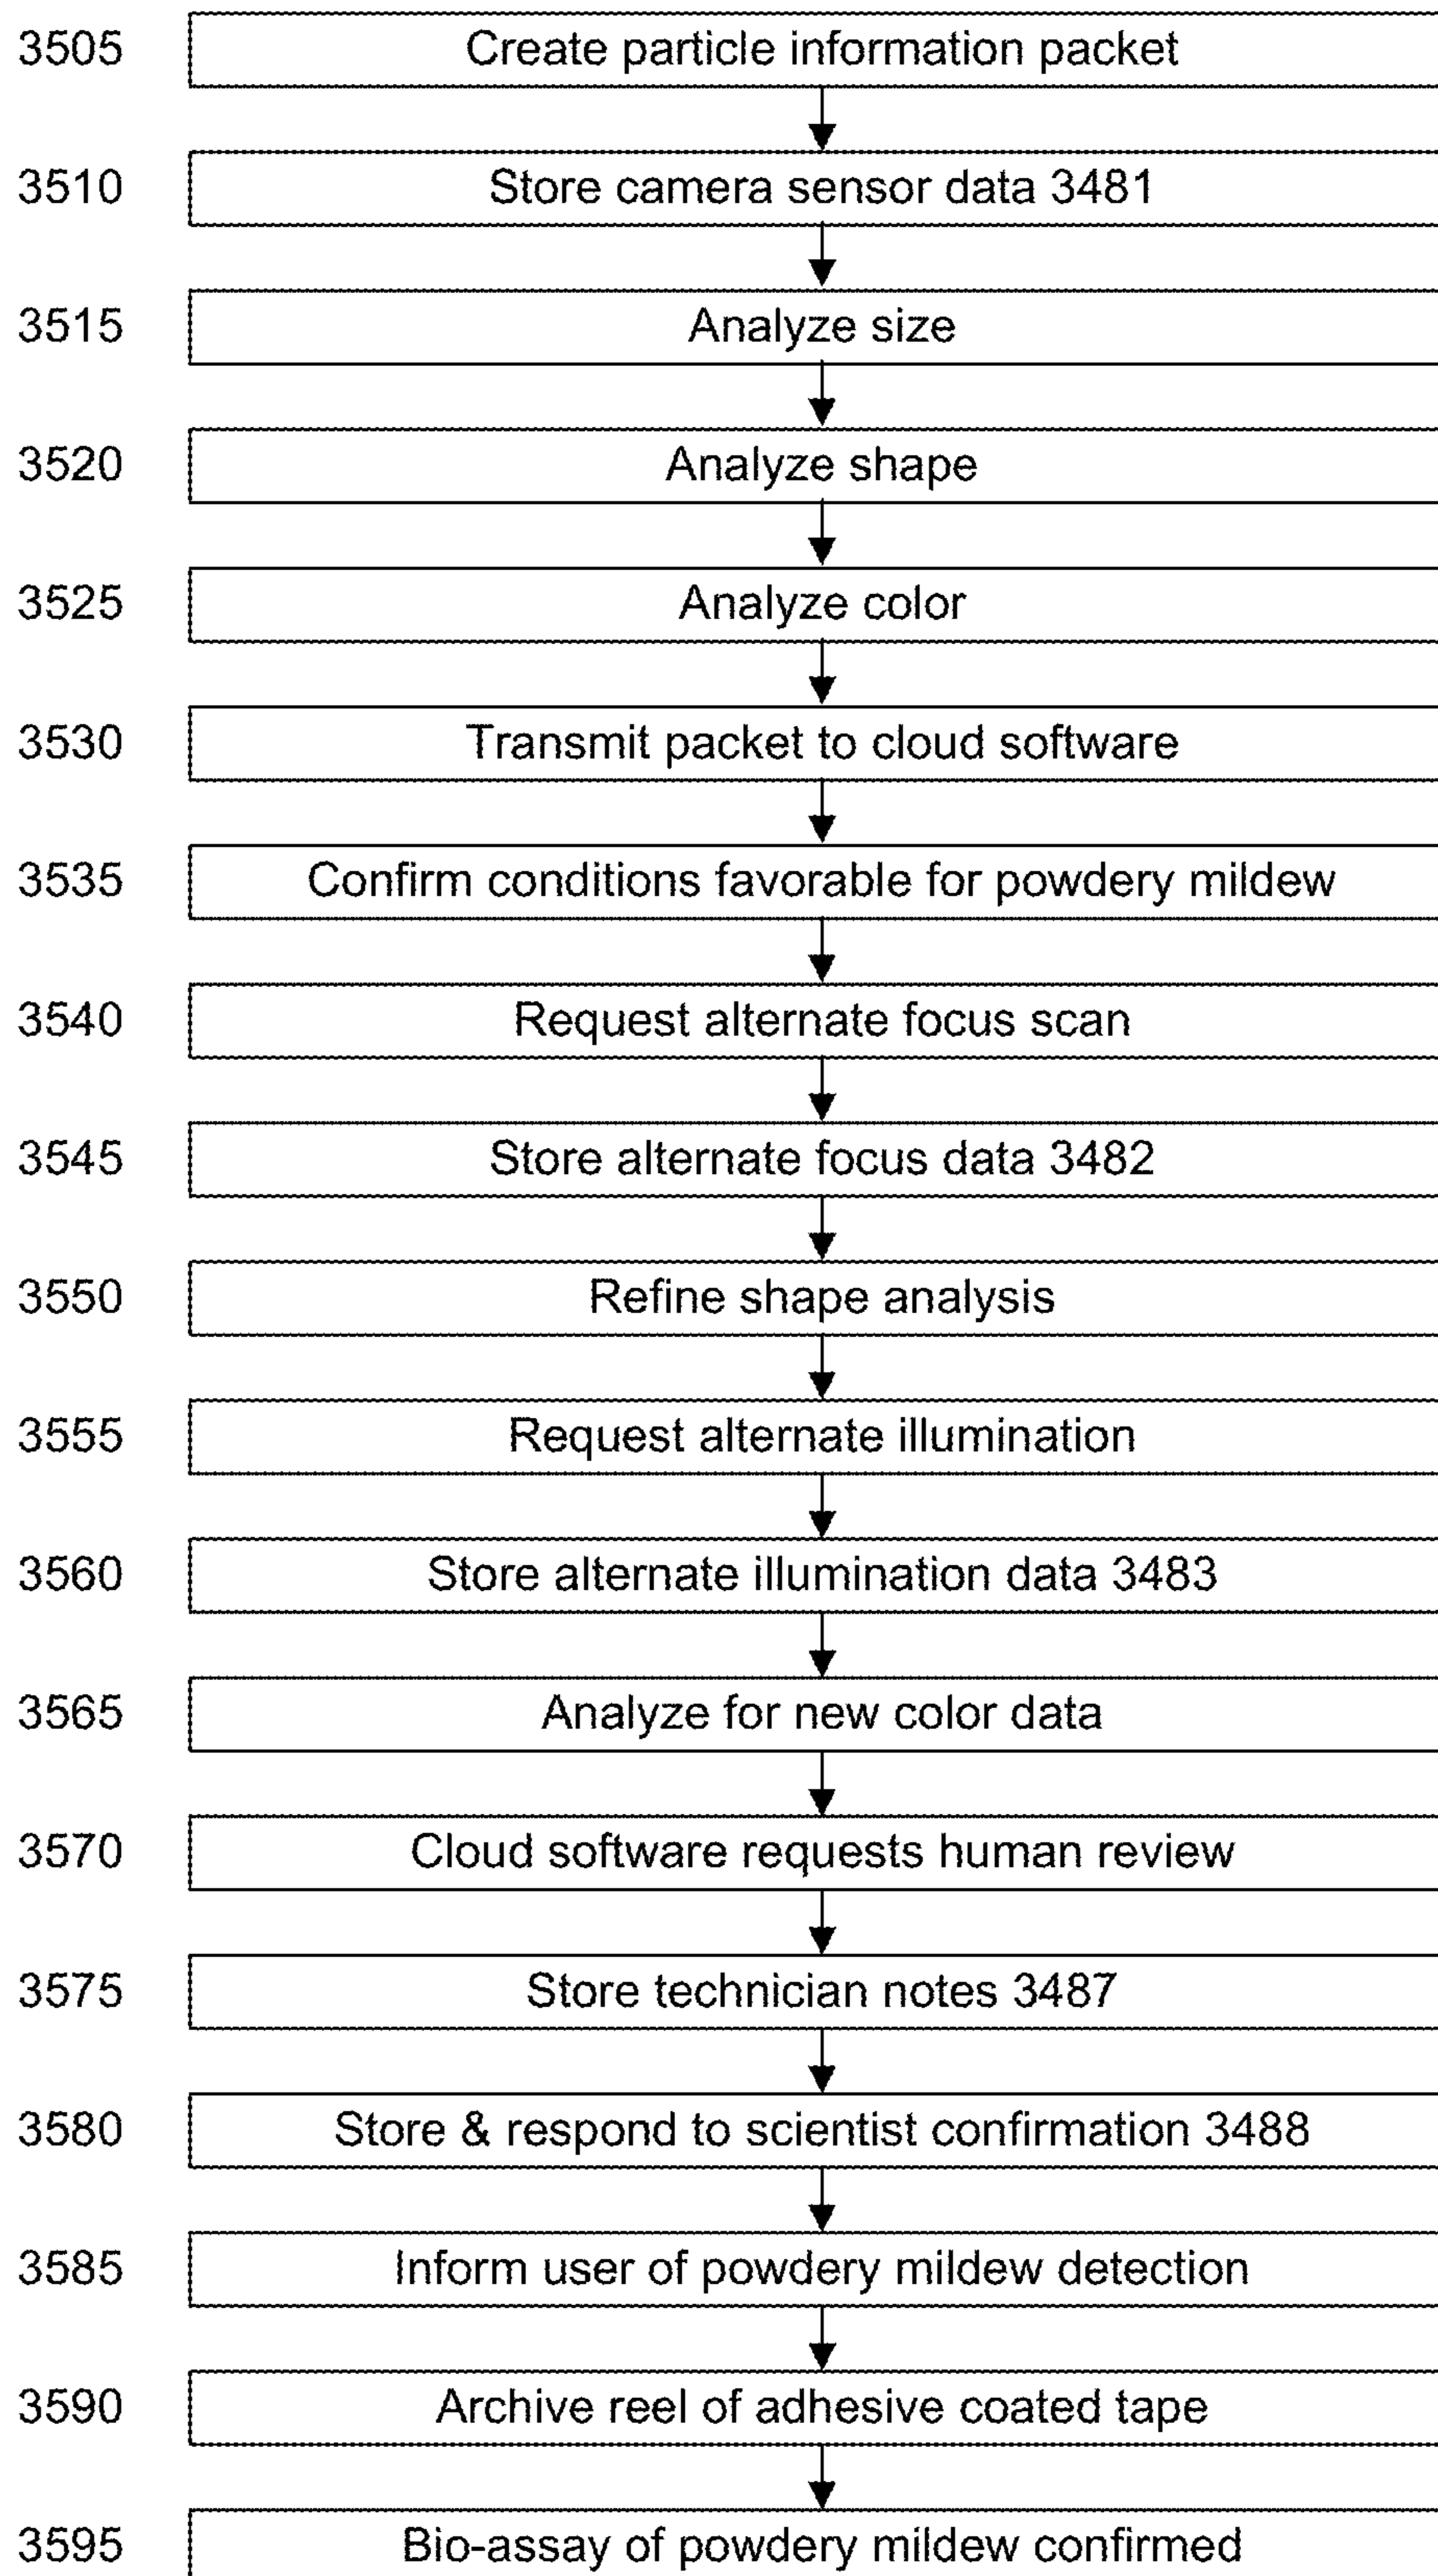 3505 Create particle information packet
3510 Store camera sensor data 3481
3515 Analyze size
3520 Analyze shape
3525 Analyze color
3530 Transmit packet to cloud software
3535 Confirm conditions favorable for powdery mildew
3540 Request alternate focus scan
3545 Store alternate focus data 3482
3550 Refine shape analysis
3555 Request alternate illumination
3560 Store alternate illumination data 3483
3565 Analyze for new color data
3570 Cloud software requests human review
3575 Store technician notes 3487
3580 Store & respond to scientist confirmation 3488
3585 Inform user of powdery mildew detection
3590 Archive reel of adhesive coated tape
3595 Bio-assay of powdery mildew confirmed